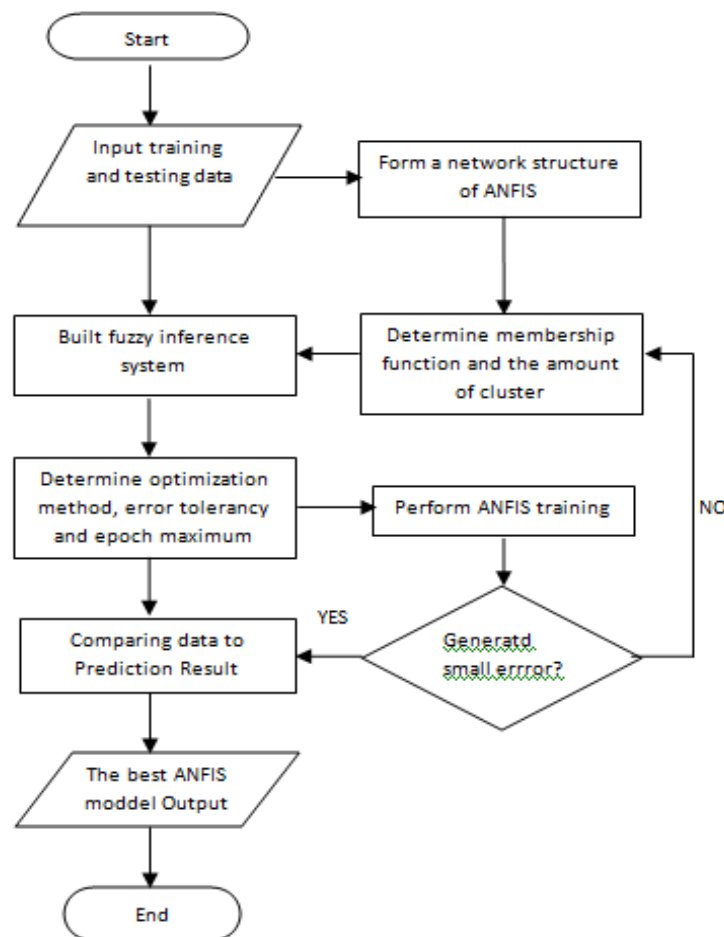 Start
Input training
and testing data
Form a network structure
of ANFIS
Built fuzzy inference
system
Determine membership
function and the amount
of cluster
Determine optimization
method, error tolerancy
and epoch maximum
Perform ANFIS training
NO
YES
Comparing data to
Prediction Result
Generatd
small errror?
The best ANFIS
moddel Output
End